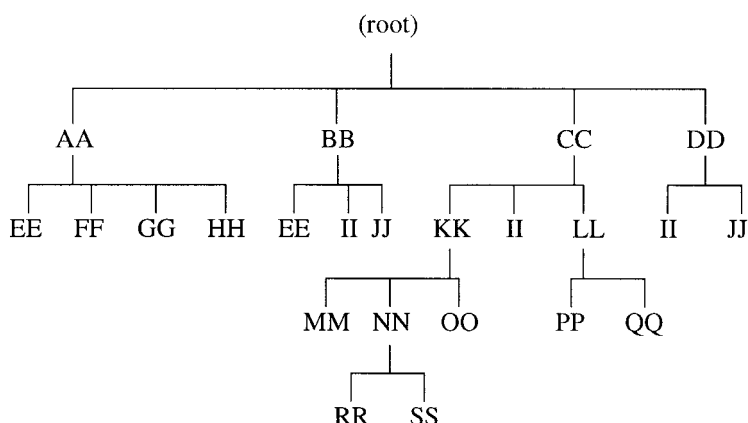 (root)
AA BB CC DD
EE FF GG HH EE II JJ KK II LL II JJ
MM NN OO PP QQ
RR SS